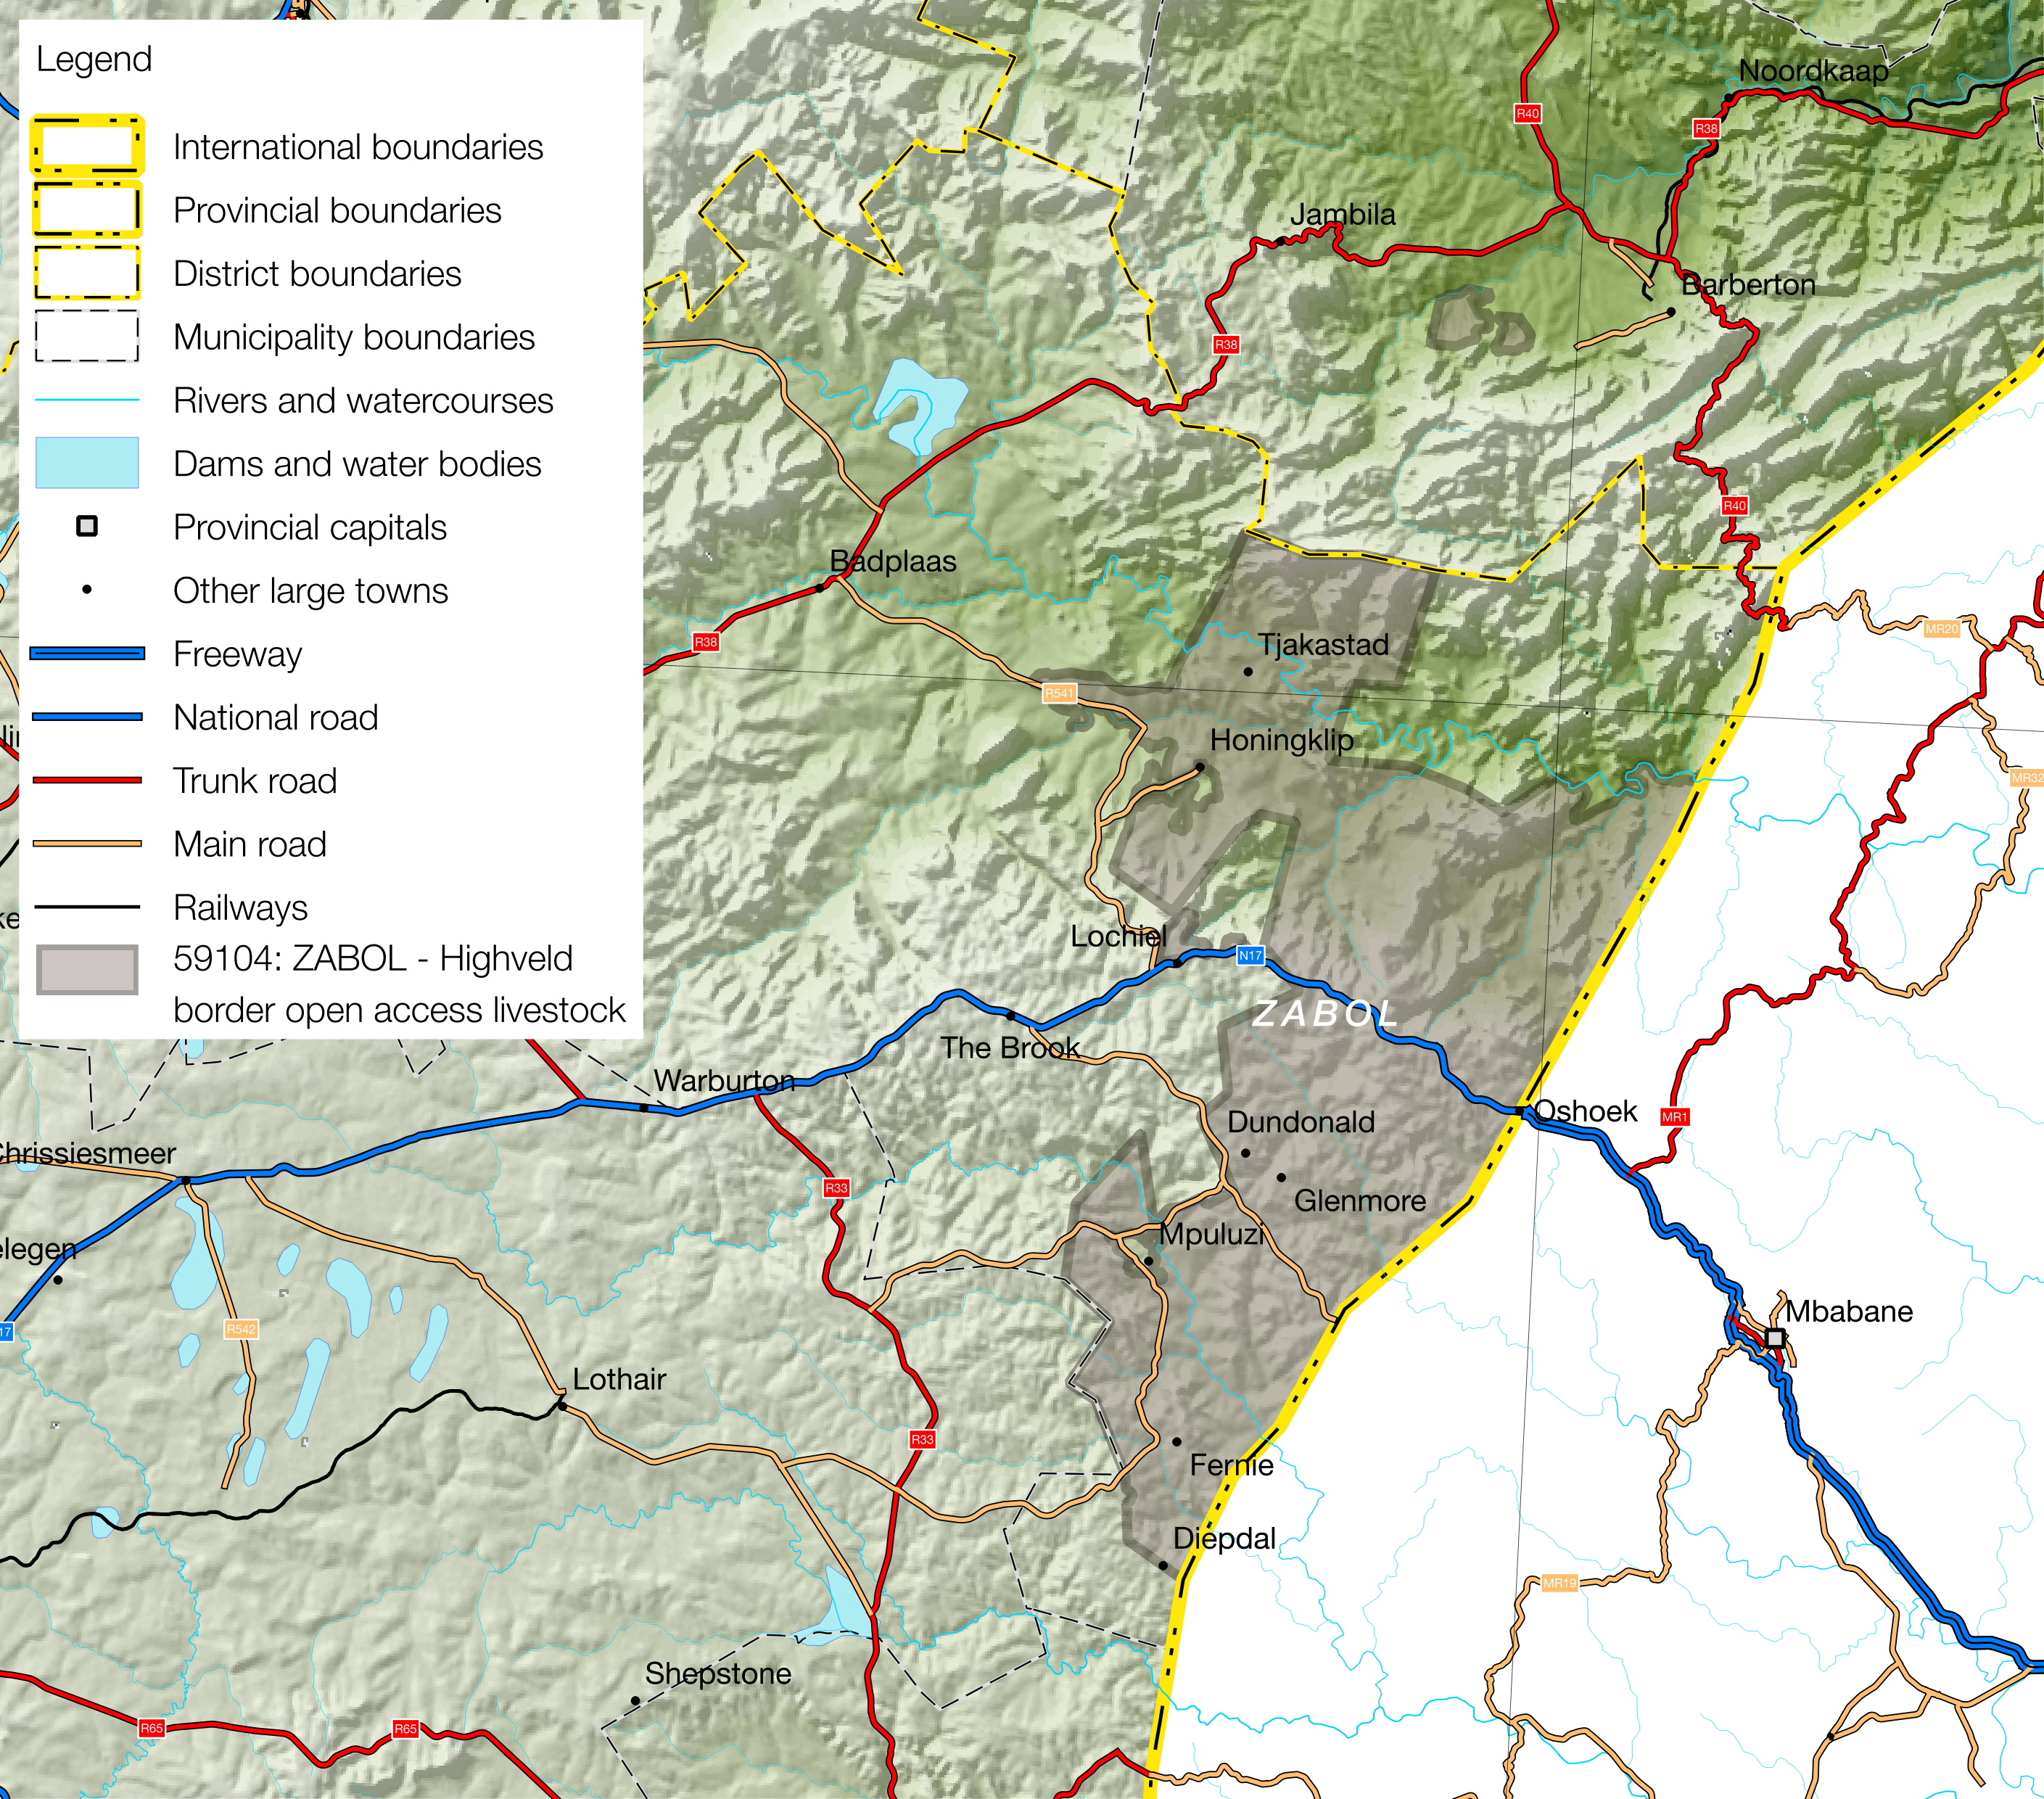 Legend
International boundaries
Provincial boundaries
District boundaries
Municipality boundaries
Rivers and watercourses
Dams and water bodies
Provincial capitals
Other large towns
Freeway
National road
Trunk road
Main road
Railways
59104: ZABOL - Highveld
border open access livestock
Noordkaap
R40
R38
Jambila
Barberton
R38
R40
Badplaas
R38
Tjakastad
MR20
R541
Honingklip
MR32
Lochiel
N17
ZABOL
The Brook
Warburton
Oshoek
MR1
Dundonald
Chrissiesmeer
R33
Glenmore
Mpuluzi
elegen
17
R542
Mbabane
Lothair
R33
Fernie
Diepdal
MR19
Shepstone
R65
R65